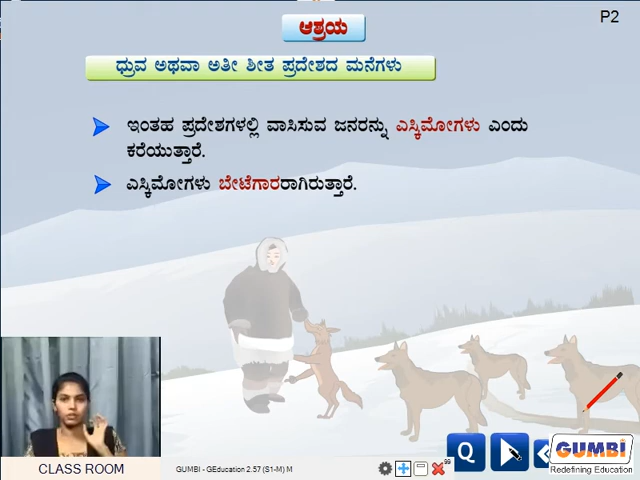 P2
ಆಶ್ರಯ
ಧ್ರುವ ಅಥವಾ ಅತೀ ಶೀತ ಪ್ರದೇಶದ ಮನೆಗಳು
ಇಂತಹ ಪ್ರದೇಶಗಳಲ್ಲಿ ವಾಸಿಸುವ ಜನರನ್ನು ಎಸ್ಕಿಮೋಗಳು ಎಂದು
ಕರೆಯುತ್ತಾರೆ.
ಎಸ್ಕಿಮೋಗಳು ಬೇಟೆಗಾರರಾಗಿರುತ್ತಾರೆ.
Q
GUMBi
Redefining Education
CLASS ROOM
GUMBI - GEducation 2.57 (S1-M) M